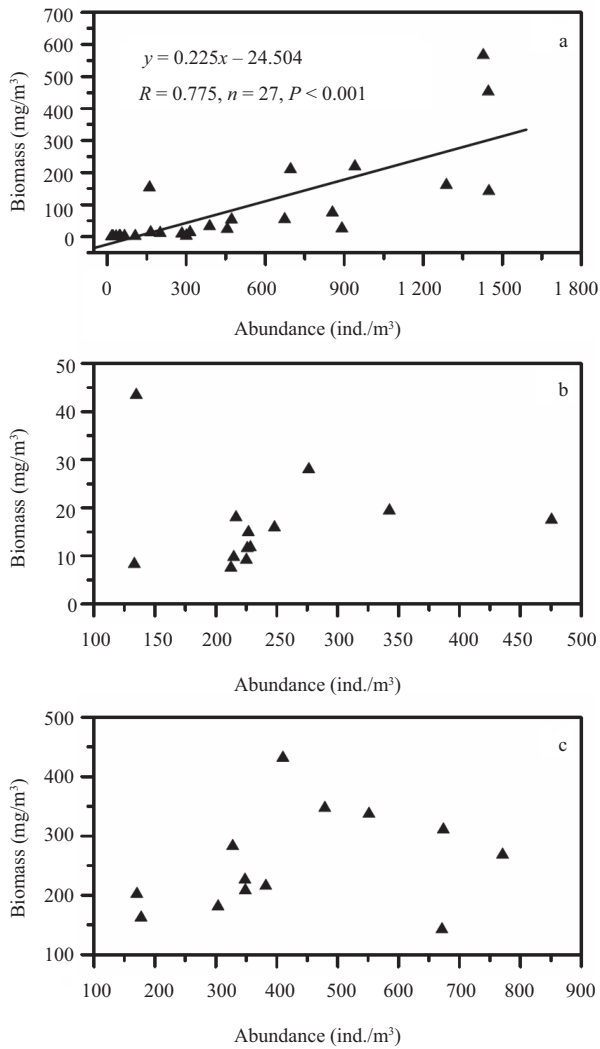 a
y = 0.225x – 24.504
R = 0.775, n = 27, P < 0.001
Biomass (mg/m³)
700
600
500
400
300
200
100
0
0 300 600 900 1 200 1 500 1 800
Abundance (ind./m³)
b
Biomass (mg/m³)
50
40
30
20
10
0
100 150 200 250 300 350 400 425 450 500
Abundance (ind./m³)
c
Biomass (mg/m³)
500
400
300
200
100
100 200 300 400 500 600 700 800 900
Abundance (ind./m³)